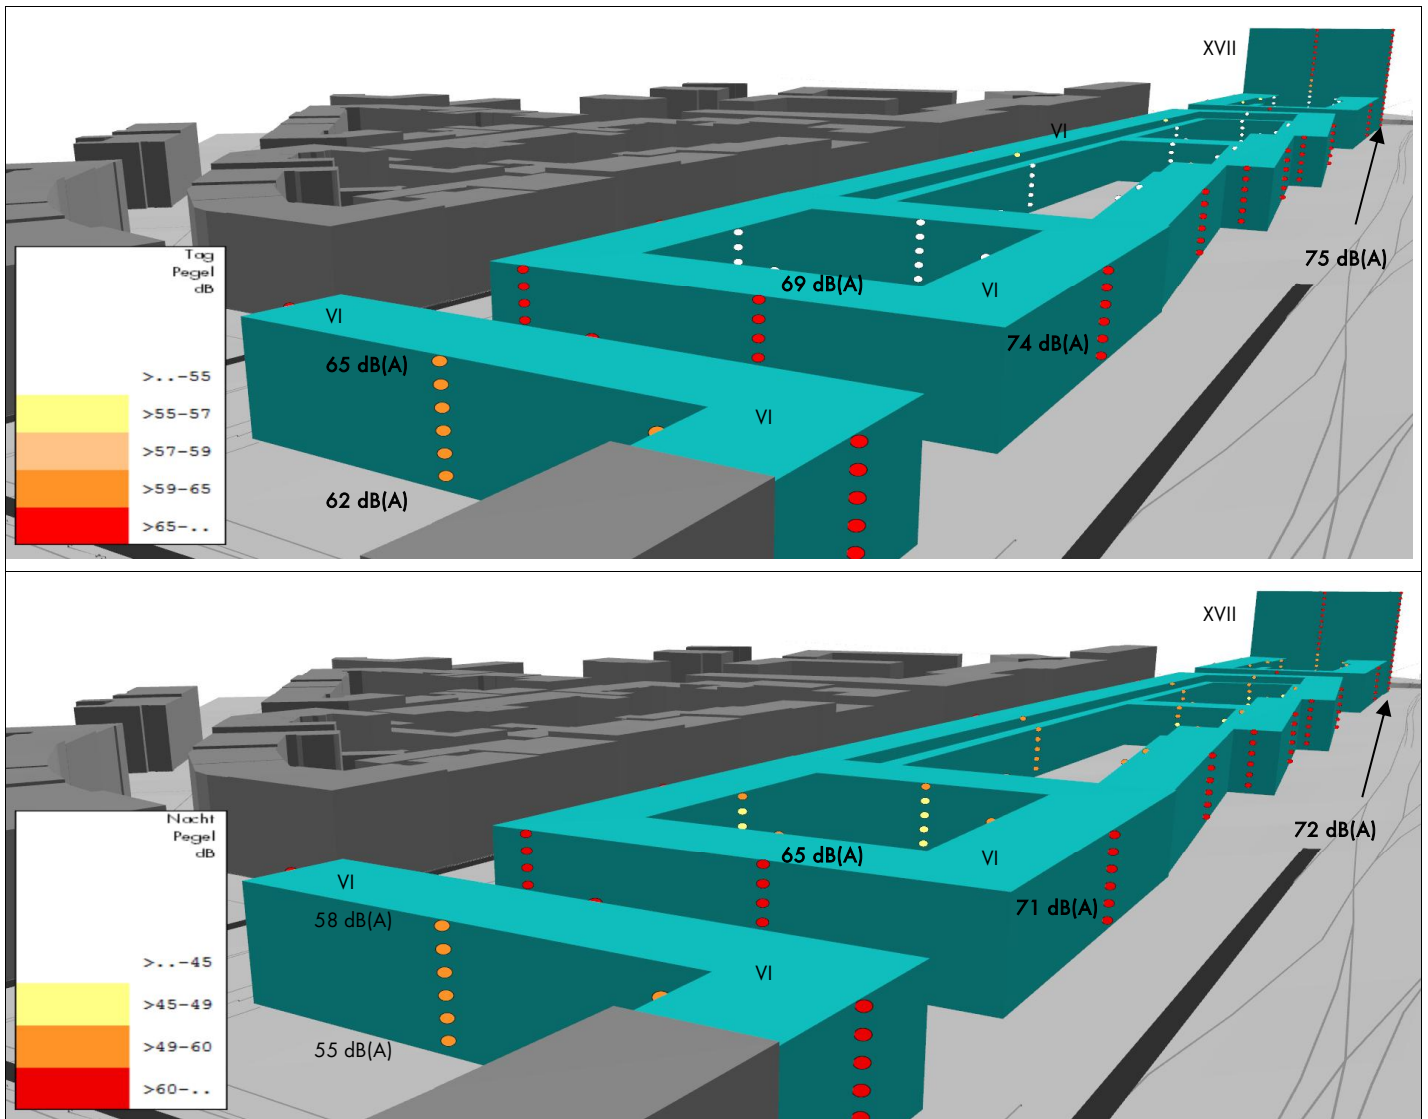 XVII
VI
75 dB(A)
69 dB(A)
VI
VI
74 dB(A)
65 dB(A)
VI
62 dB(A)
Tag
Pegel
dB
>..-55
>55-57
>57-59
>59-65
>65-..
XVII
72 dB(A)
65 dB(A)
VI
VI
58 dB(A)
71 dB(A)
VI
55 dB(A)
Nacht
Pegel
dB
>..-45
>45-49
>49-60
>60-..